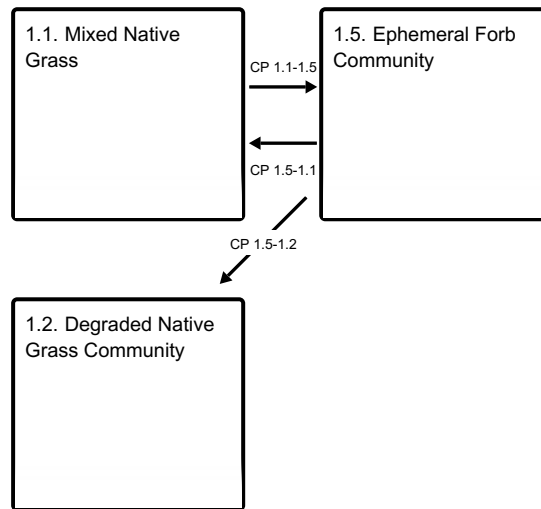 1.1. Mixed Native
Grass
CP 1.1-1.5
1.5. Ephemeral Forb
Community
CP 1.5-1.1
CP 1.5-1.2
1.2. Degraded Native
Grass Community